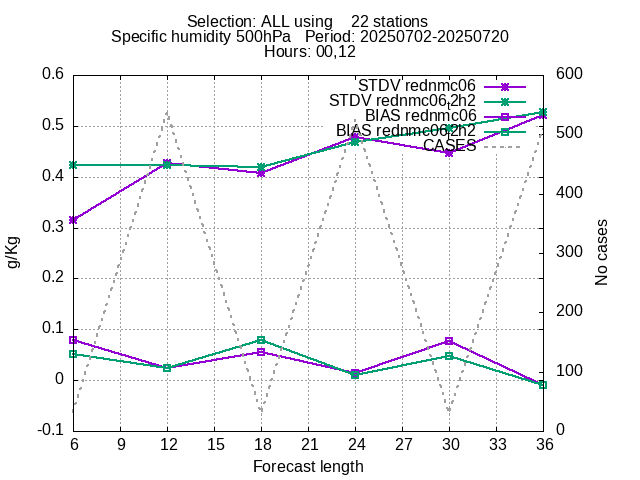 Selection: ALL using    22 stations
Specific humidity 500hPa   Period: 20250702-20250720
Hours: 00,12
STDV rednmc06
STDV rednmc06t2h2
BIAS rednmc06
BIAS rednmc06t2h2
CASES
g/Kg
0.6
0.5
0.4
0.3
0.2
0.1
0
-0.1
600
500
400
300
200
100
0
No cases
6 9 12 15 18 21 24 27 30 33 36
Forecast length